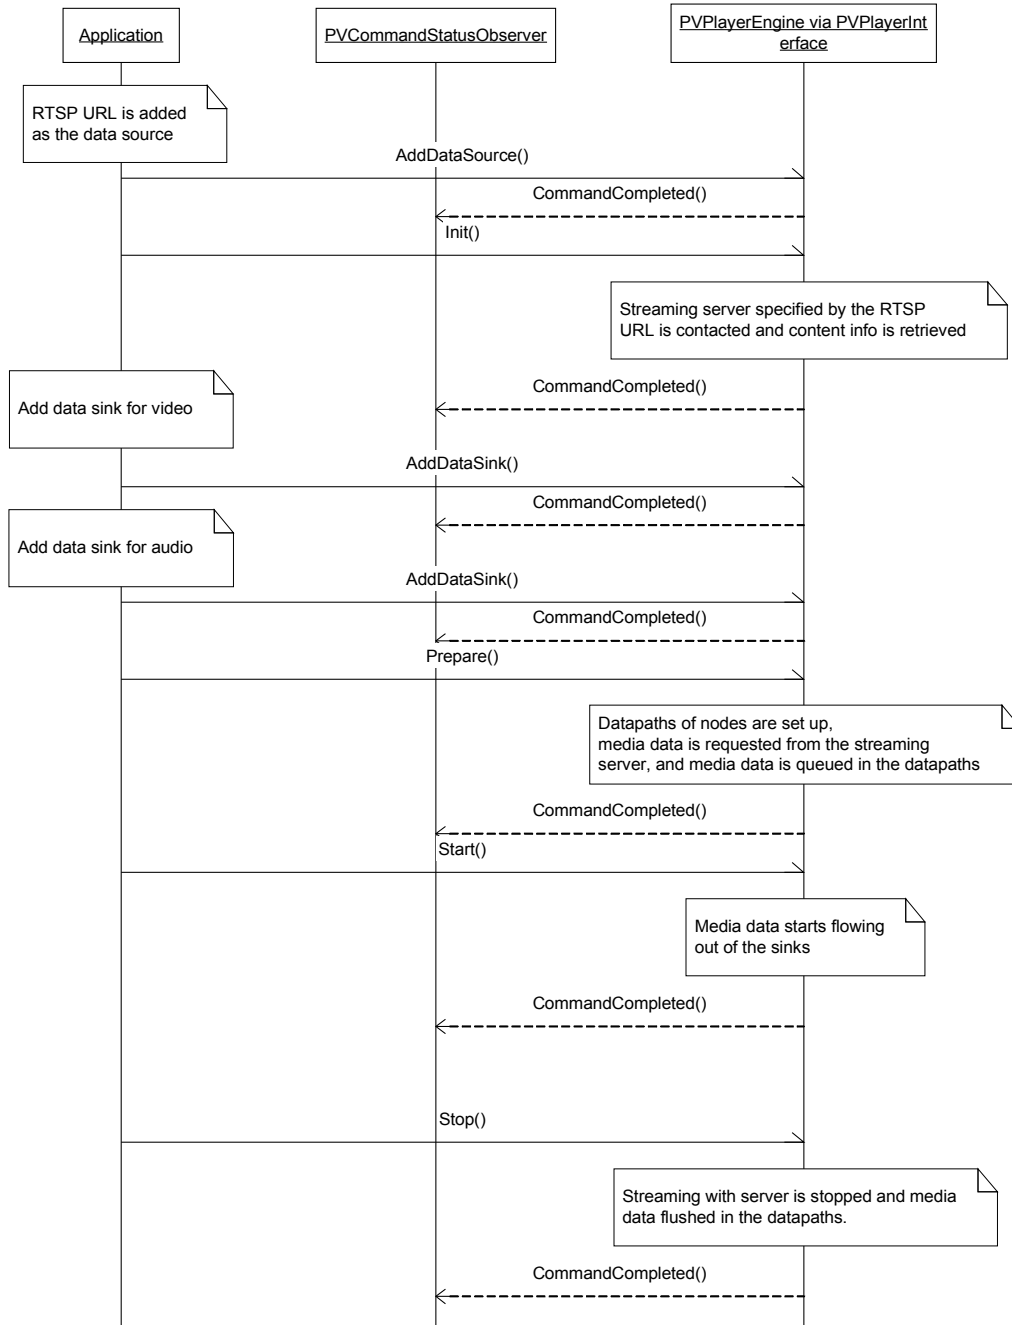 Application
PVCommandStatusObserver
PVPlayerEngine via PVPlayerInt
erface
RTSP URL is added
as the data source
AddDataSource()
CommandCompleted()
Init()
Streaming server specified by the RTSP
URL is contacted and content info is retrieved
CommandCompleted()
Add data sink for video
AddDataSink()
CommandCompleted()
Add data sink for audio
AddDataSink()
CommandCompleted()
Prepare()
Datapaths of nodes are set up,
media data is requested from the streaming
server, and media data is queued in the datapaths
CommandCompleted()
Start()
Media data starts flowing
out of the sinks
CommandCompleted()
Stop()
Streaming with server is stopped and media
data flushed in the datapaths.
CommandCompleted()